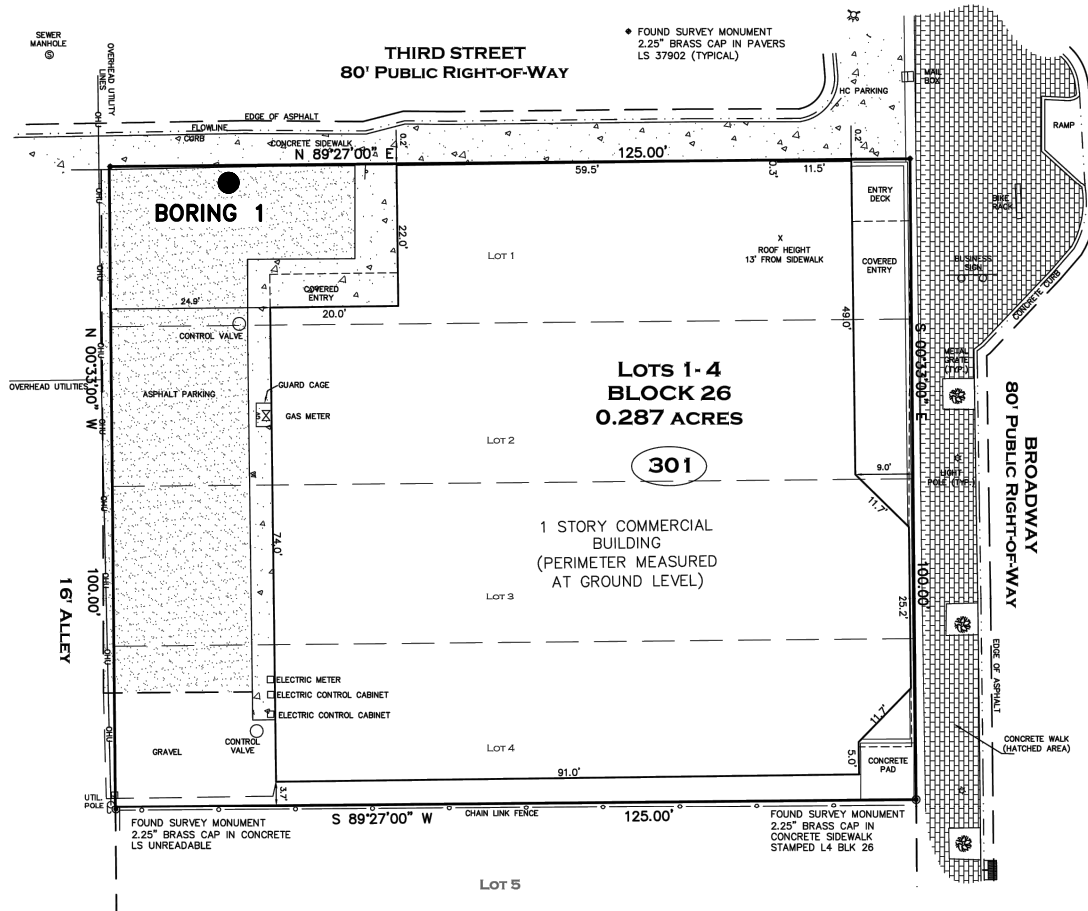 SEWER
MANHOLE
S
OVERHEAD UTILITY
LINES
THIRD STREET
80' PUBLIC RIGHT-OF-WAY
FOUND SURVEY MONUMENT
2.25" BRASS CAP IN PAVERS
LS 37902 (TYPICAL)
MAIL
BOX
HC PARKING
RAMP
EDGE OF ASPHALT
FLOWLINE
CURB
CONCRETE SIDEWALK
0.2'
0.2'
N 89°27'00" E
125.00'
59.5'
0.3'
11.5'
OHU
OHU
OHU
OHU
OHU
OHU
OHU
OHU
OHU
BORING 1
ENTRY
DECK
BIKE
RACK
22.0'
LOT 1
X
ROOF HEIGHT
13' FROM SIDEWALK
COVERED
ENTRY
BUSINESS
SIGN
COVERED
ENTRY
24.9'
20.0'
49.0'
CONCRETE CURB
CONTROL VALVE
N 00°33'00" W
S 00°33'00" E
METAL
GRATE
(TYP.)
LOTS 1-4
BLOCK 26
0.287 ACRES
OVERHEAD UTILITIES
ASPHALT PARKING
GUARD CAGE
GAS METER
LOT 2
301
9.0'
LIGHT
POLE (TYP.)
BROADWAY
80' PUBLIC RIGHT-OF-WAY
11.7'
74.0'
1 STORY COMMERCIAL
BUILDING
(PERIMETER MEASURED
AT GROUND LEVEL)
16' ALLEY
100.00'
LOT 3
25.2'
100.00'
EDGE OF ASPHALT
ELECTRIC METER
ELECTRIC CONTROL CABINET
ELECTRIC CONTROL CABINET
11.7'
GRAVEL
CONTROL
VALVE
LOT 4
5.0'
CONCRETE
PAD
CONCRETE WALK
(HATCHED AREA)
91.0'
3.7'
UTIL.
POLE
FOUND SURVEY MONUMENT
2.25" BRASS CAP IN CONCRETE
LS UNREADABLE
S 89°27'00" W
CHAIN LINK FENCE
125.00'
FOUND SURVEY MONUMENT
2.25" BRASS CAP IN
CONCRETE SIDEWALK
STAMPED L4 BLK 26
LOT 5